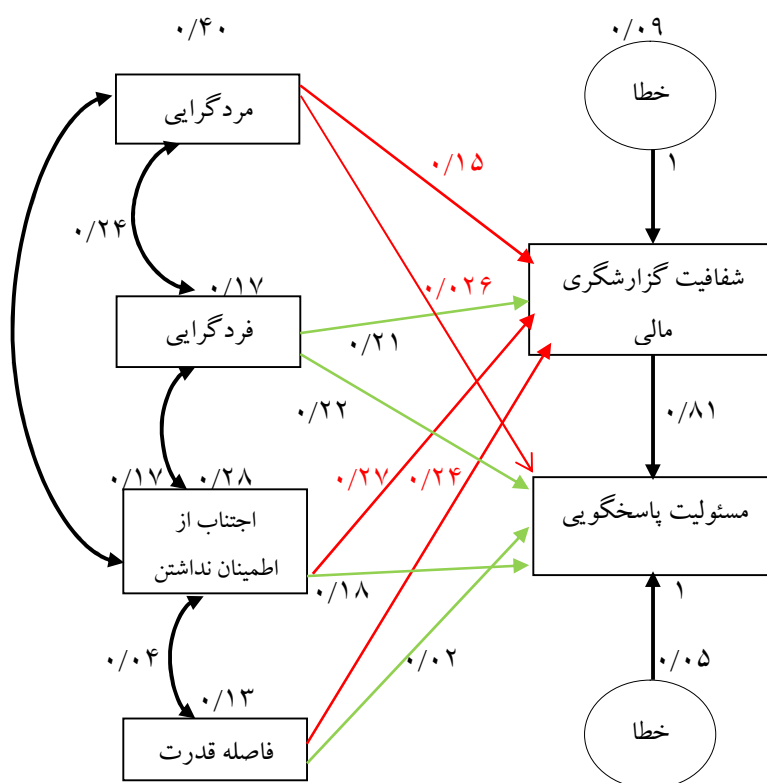 ۰/۴۰
۰/۰۹
خطا
مردگرایی
۰/۱۵
۱
۰/۲۴
شفافیت گزارشگری
مالی
۰/۱۷
۰/۰۲۶
فردگرایی
۰/۲۱
۰/۲۲
۰/۸۱
۰/۱۷
۰/۲۸
۰/۲۷
۰/۲۴
مسئولیت پاسخگویی
اجتناب از
اطمینان نداشتن
۰/۱۸
۱
۰/۰۴
۰/۰۲
۰/۰۵
۰/۱۳
فاصله قدرت
خطا